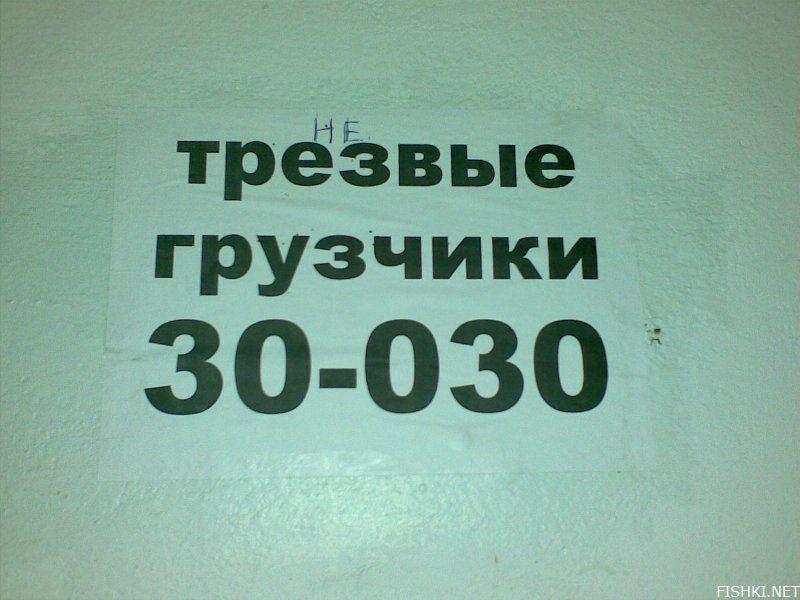 НЕ
трезвые
грузчики
30-030
FISHKI.NET